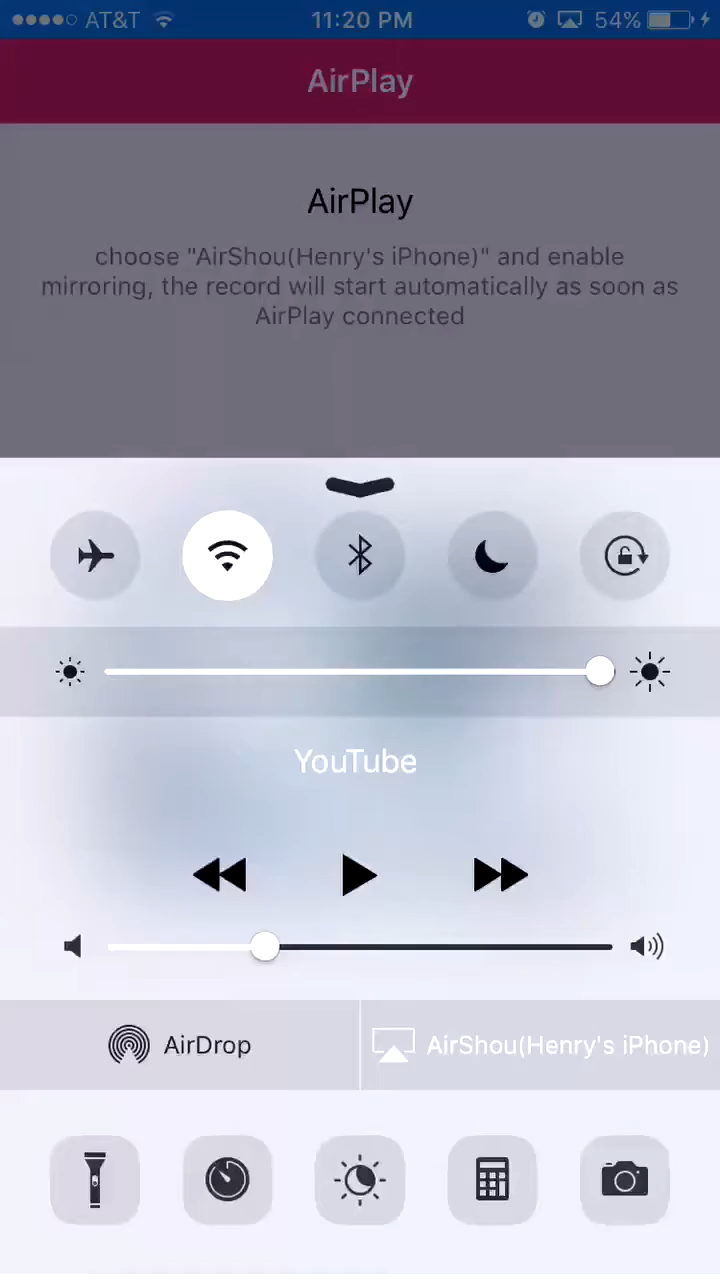 AT&T 11:20 PM 54%
AirPlay
AirPlay
choose "AirShou(Henry's iPhone)" and enable
mirroring, the record will start automatically as soon as
AirPlay connected
YouTube
AirDrop AirShou(Henry's iPhone)